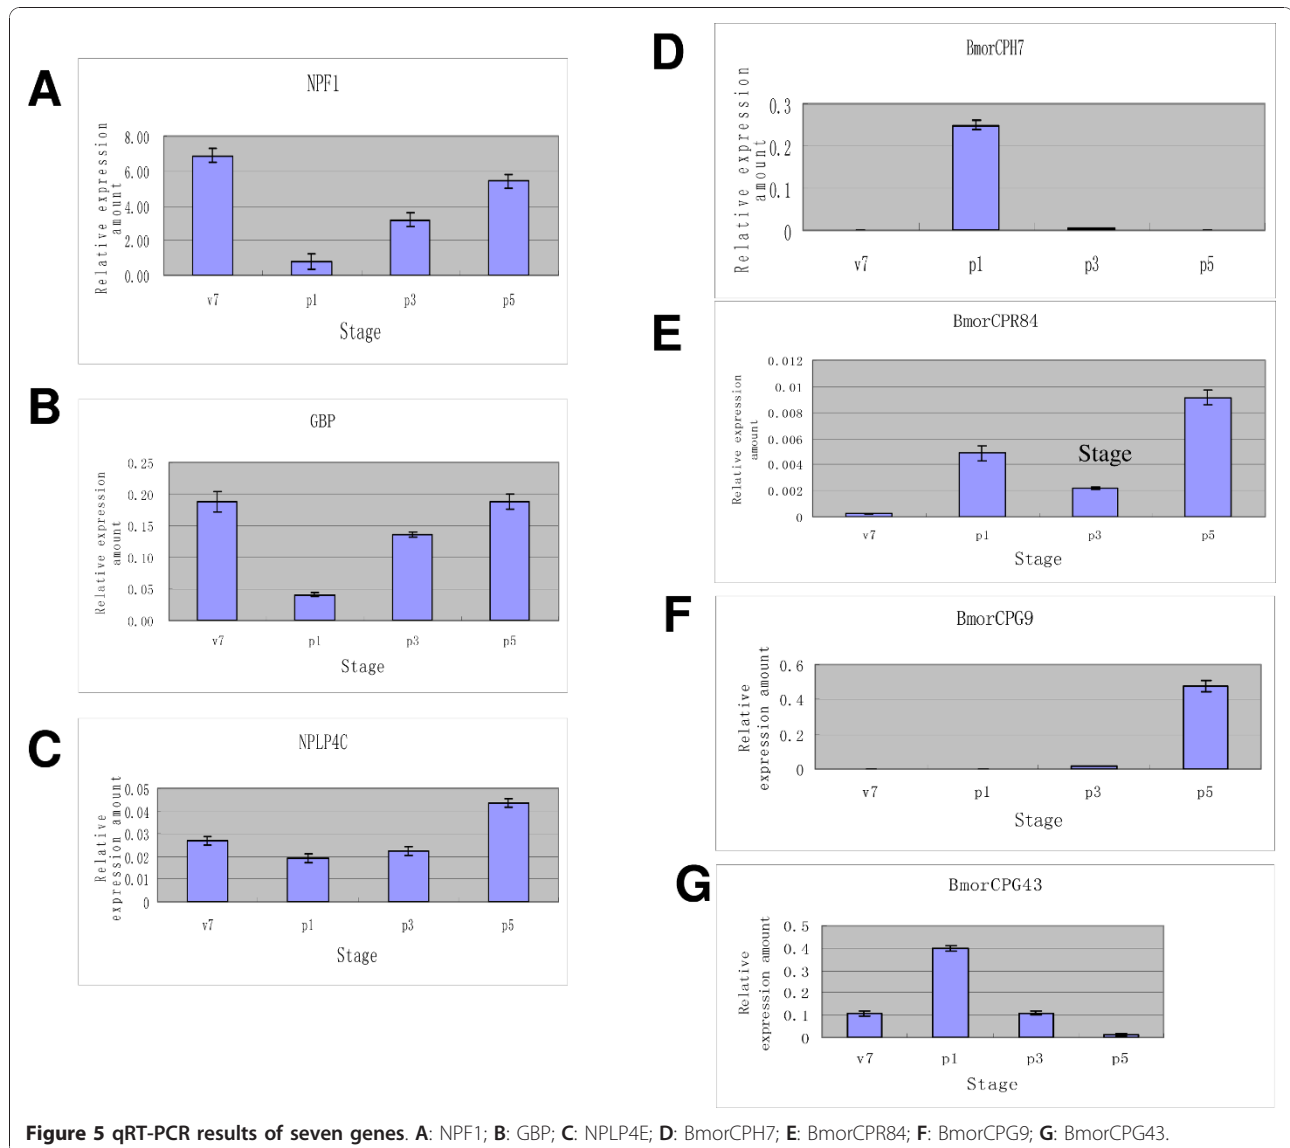 A
NPF1
Relative expression
amount
8.00
6.00
4.00
2.00
0.00
v7 p1 p3 p5
Stage
B
GBP
Relative expression
amount
0.25
0.20
0.15
0.10
0.05
0.00
v7 p1 p3 p5
Stage
C
NPLP4C
Relative
expression amount
0.05
0.04
0.03
0.02
0.01
0
v7 p1 p3 p5
Stage
D
BmorCPH7
Relative expression
amount
0.3
0.2
0.1
0
v7 p1 p3 p5
E
BmorCPR84
Relative expression
amount
0.012
0.01
0.008
0.006
0.004
0.002
0
Stage
v7 p1 p3 p5
Stage
F
BmorCPG9
Relative
expression amount
0.6
0.4
0.2
0
v7 p1 p3 p5
Stage
G
BmorCPG43
Relative
expression amount
0.5
0.4
0.3
0.2
0.1
0
v7 p1 p3 p5
Stage
Figure 5 qRT-PCR results of seven genes. A: NPF1; B: GBP; C: NPLP4E; D: BmorCPH7; E: BmorCPR84; F: BmorCPG9; G: BmorCPG43.